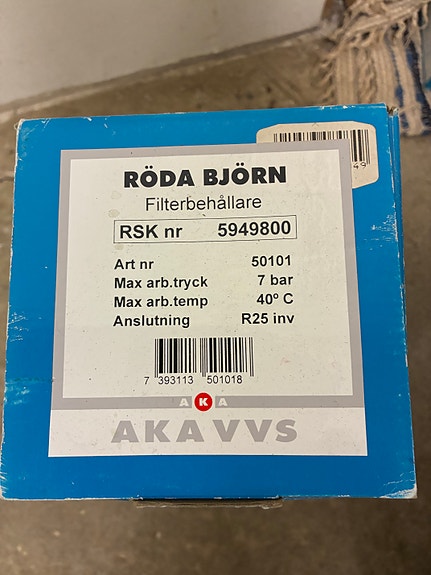 RÖDA BJÖRN
Filterbehållare
RSK nr 5949800
Art nr 50101
Max arb.tryck 7 bar
Max arb.temp 40º C
Anslutning R25 inv
7 393113 501018
A K A
AKA VVS